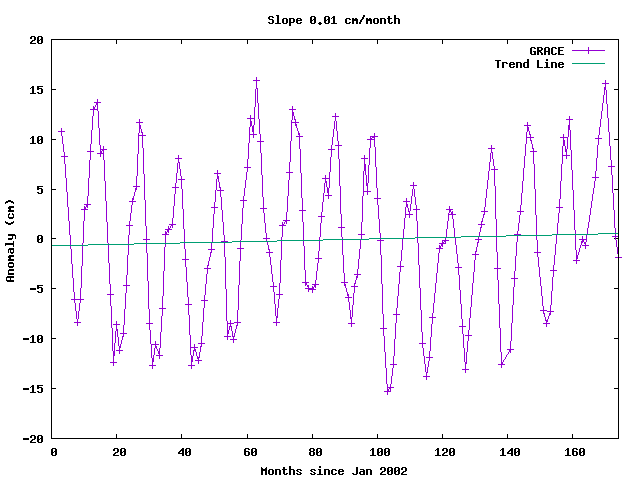 Slope 0.01 cm/month
20
15
10
5
0
-5
-10
-15
-20
Anomaly (cm)
GRACE
Trend Line
0 20 40 60 80 100 120 140 160
Months since Jan 2002